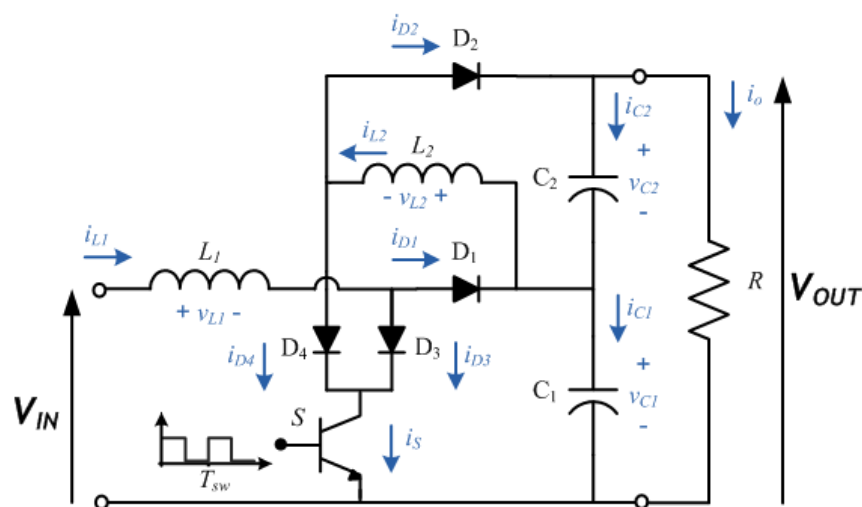 iD2 D2
iC2 io
iL2 L2
+
C2 vC2
- vL2 + -
iL1 L1 iD1 D1
R VOUT
+ vL1 - iC1
iD4 D4 D3 iD3
+
C1 vC1
VIN S -
iS
Tsw